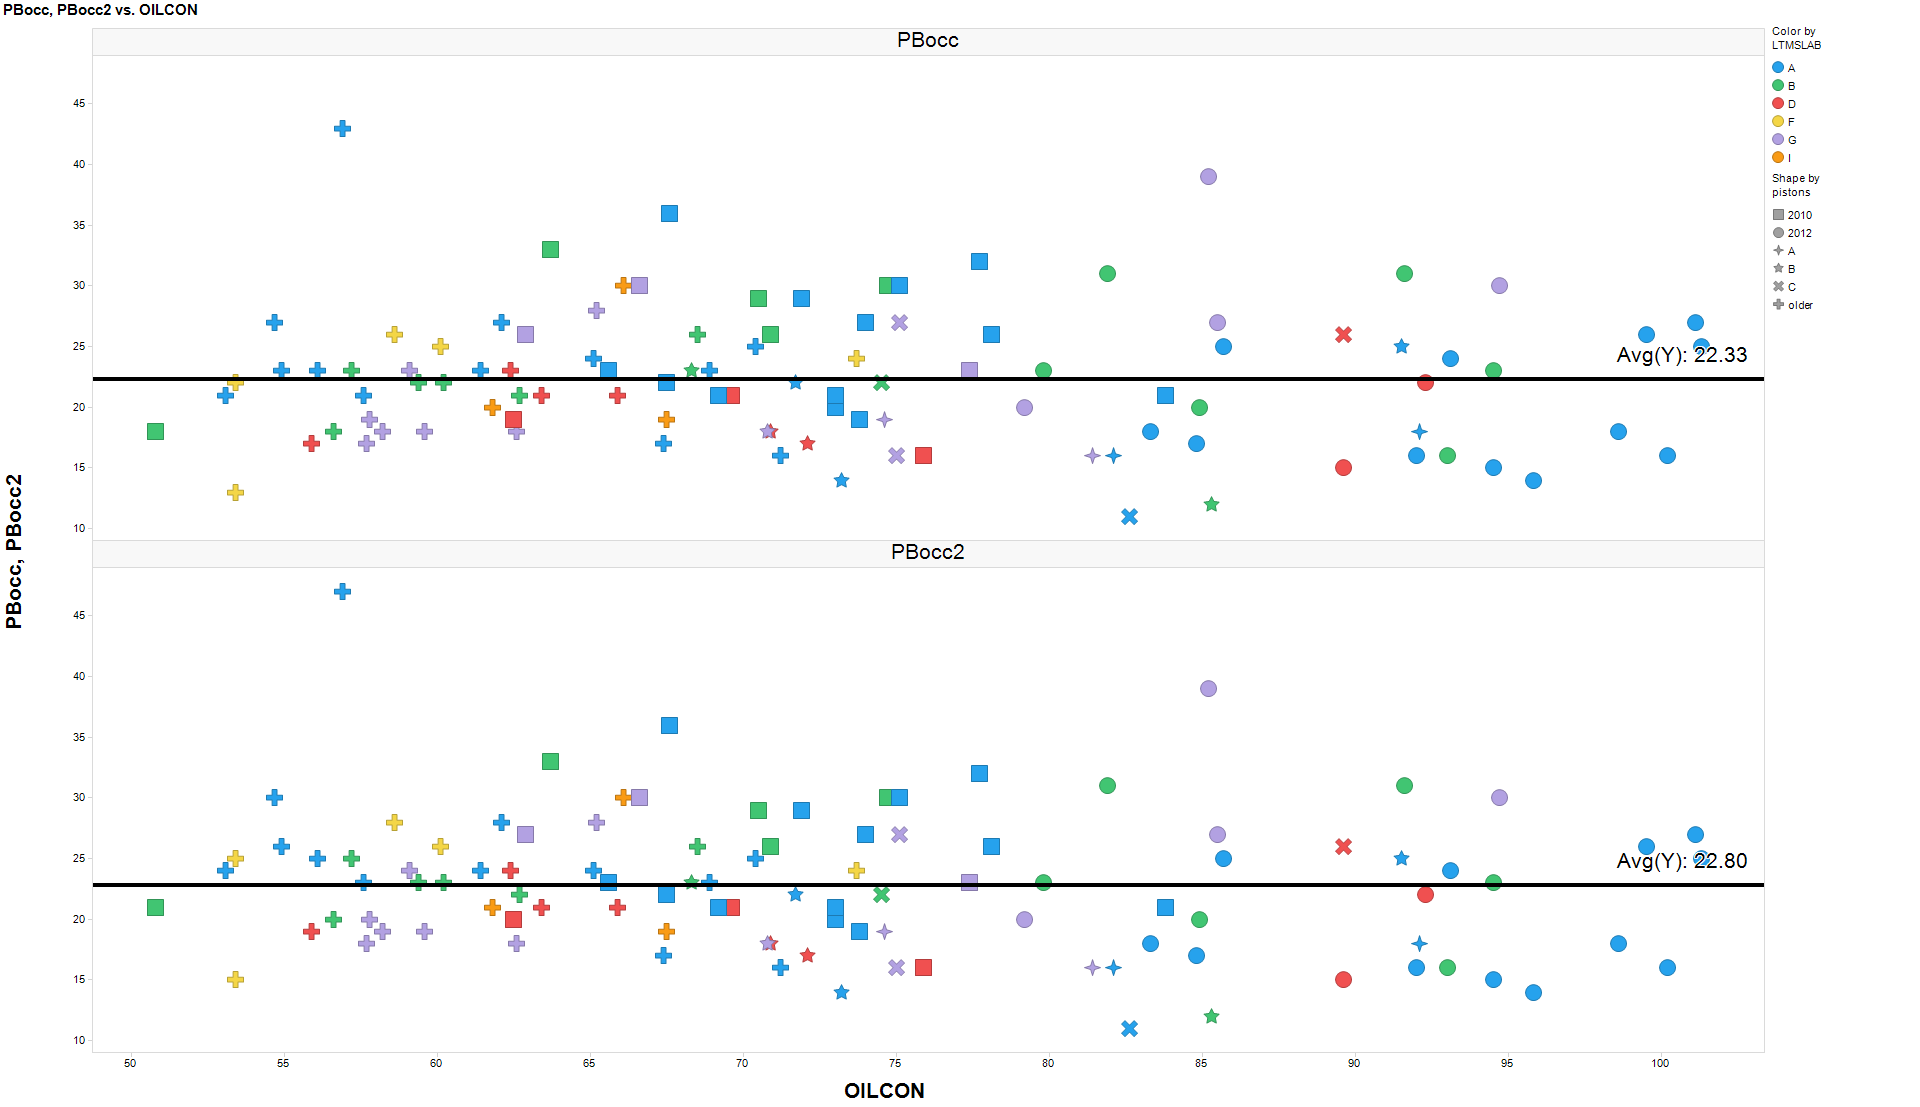 PBocc, PBocc2 vs. OILCON
PBocc
45
40
35
30
25
20
15
10
Avg(Y): 22.33
PBocc2
45
40
35
30
25
20
15
10
Avg(Y): 22.80
PBocc, PBocc2
50 55 60 65 70 75 80 85 90 95 100
OILCON
Color by
LTMSLAB
A
B
D
F
G
I
Shape by
pistons
2010
2012
A
B
C
older